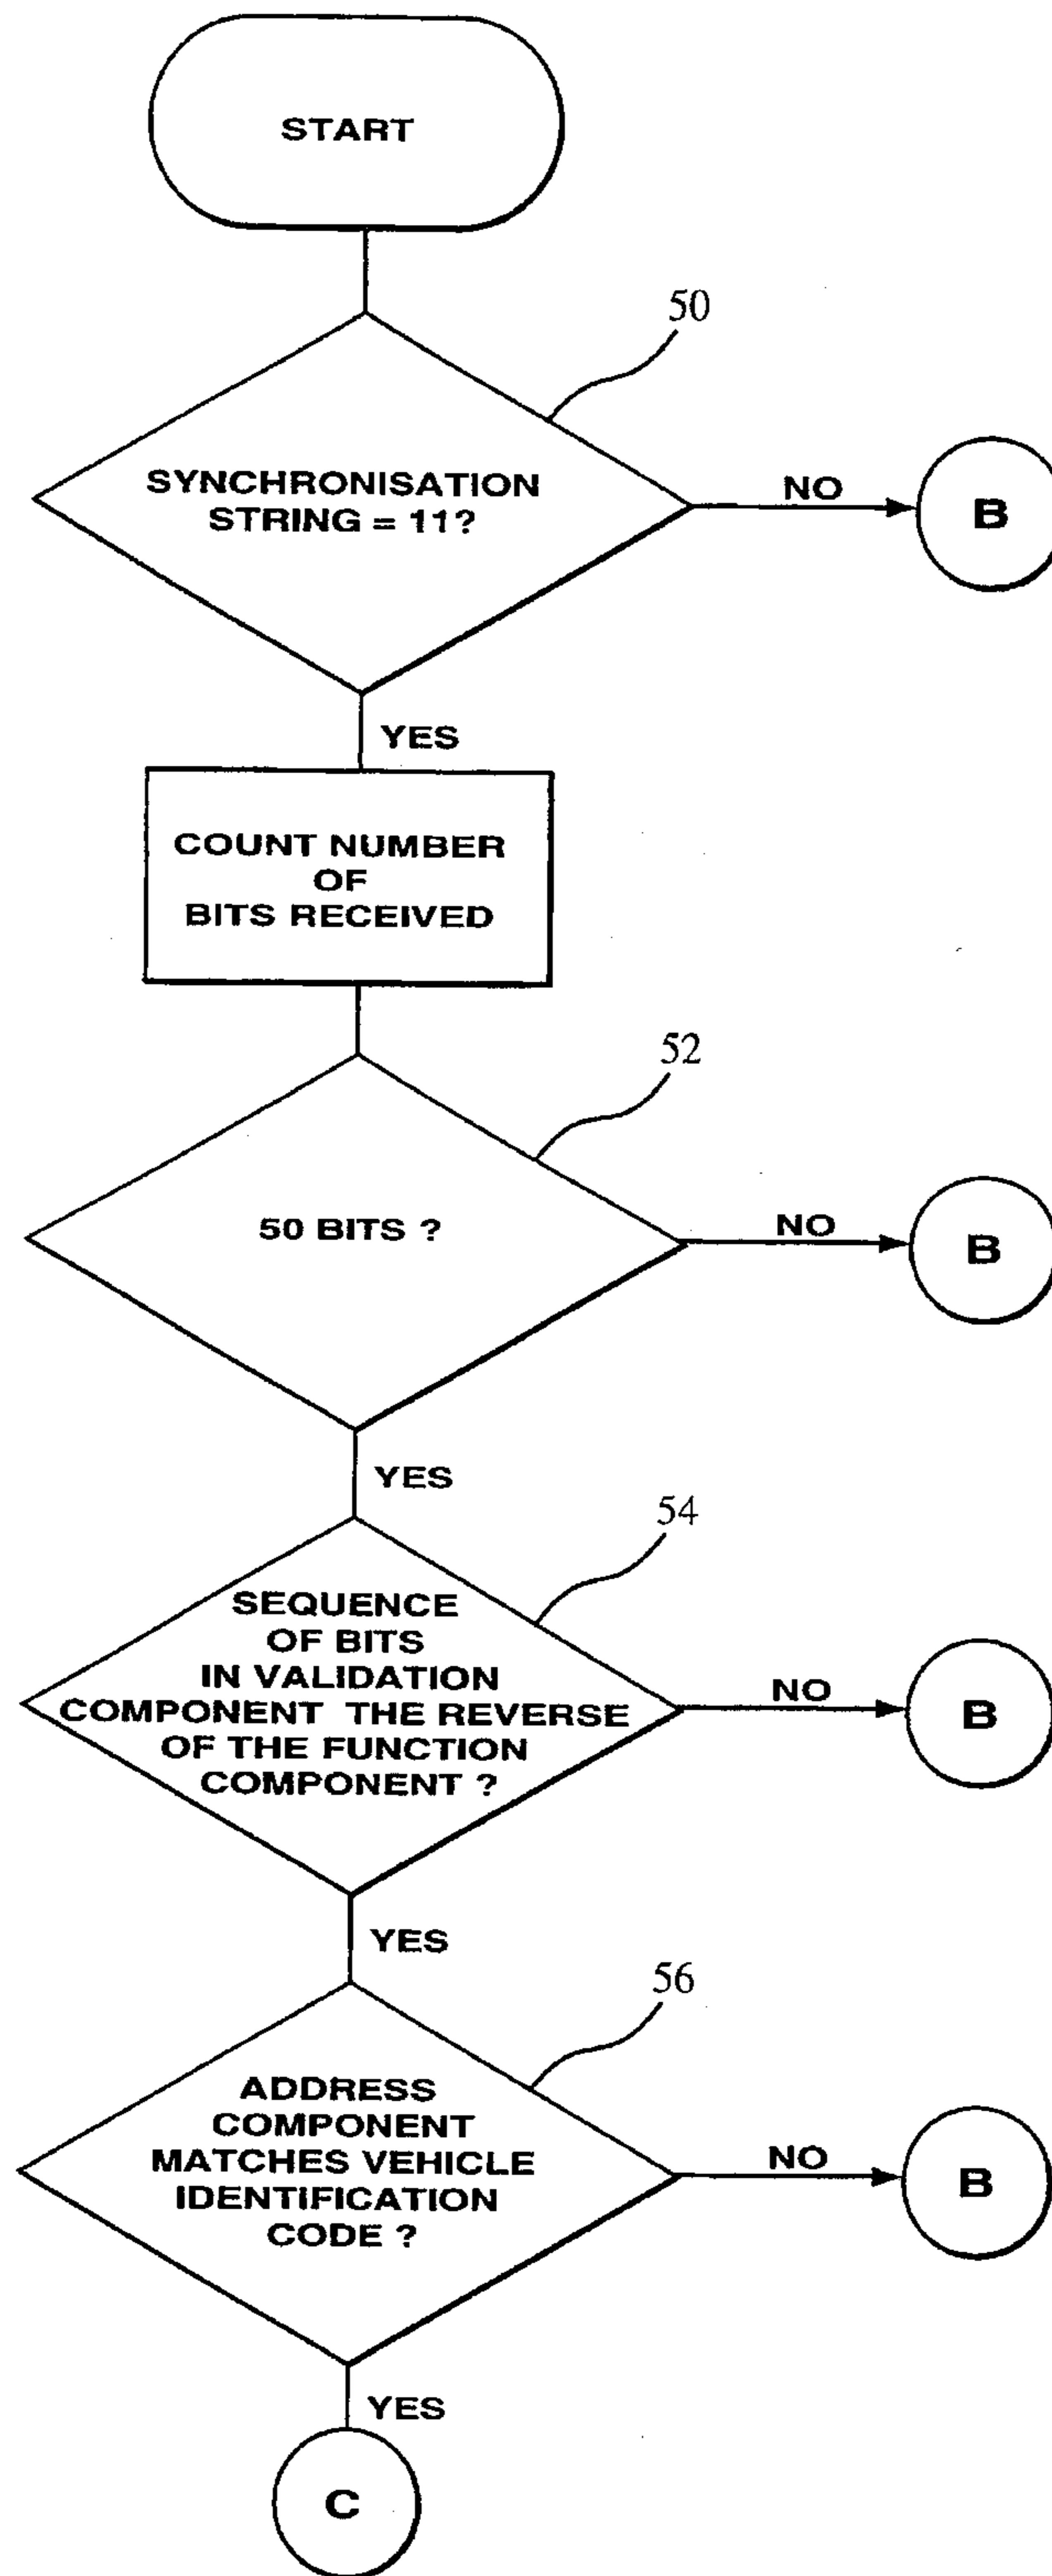 START
50
SYNCHRONISATION
STRING = 11?
NO
B
YES
COUNT NUMBER
OF
BITS RECEIVED
52
50 BITS ?
NO
B
YES
54
SEQUENCE
OF BITS
IN VALIDATION
COMPONENT THE REVERSE
OF THE FUNCTION
COMPONENT ?
NO
B
YES
56
ADDRESS
COMPONENT
MATCHES VEHICLE
IDENTIFICATION
CODE ?
NO
B
YES
C